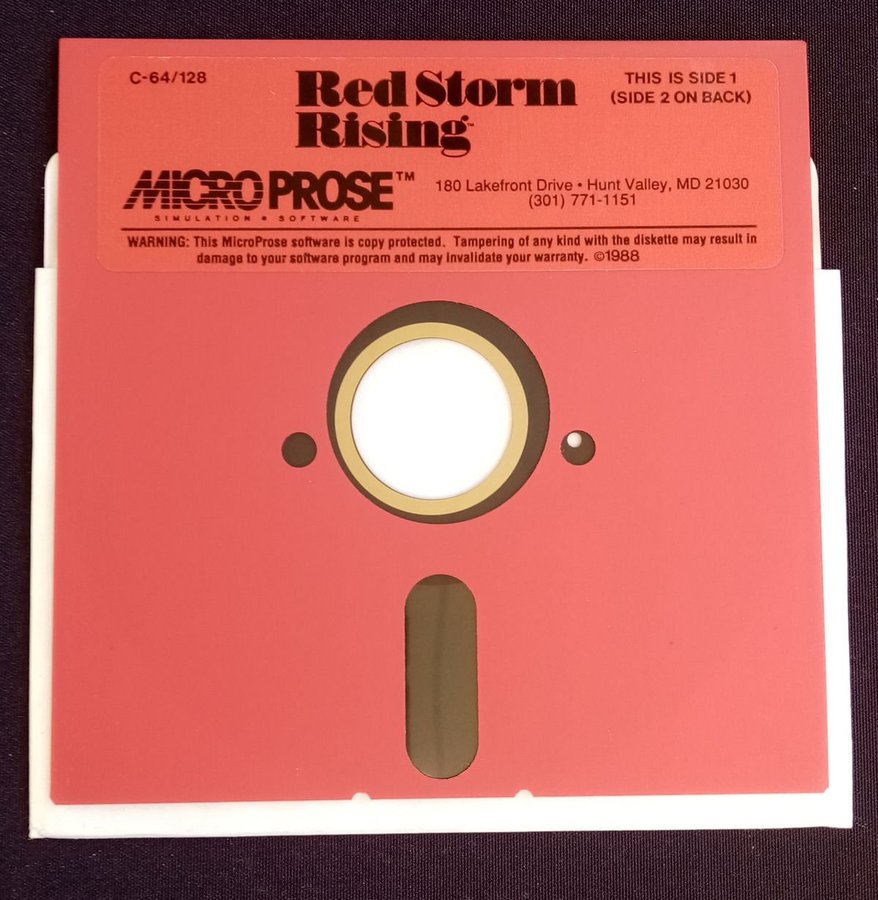 C-64/128
Red Storm
Rising™
THIS IS SIDE 1
(SIDE 2 ON BACK)
MICROPROSE™
SIMULATION • SOFTWARE
180 Lakefront Drive • Hunt Valley, MD 21030
(301) 771-1151
WARNING: This MicroProse software is copy protected. Tampering of any kind with the diskette may result in
damage to your software program and may invalidate your warranty. ©1988